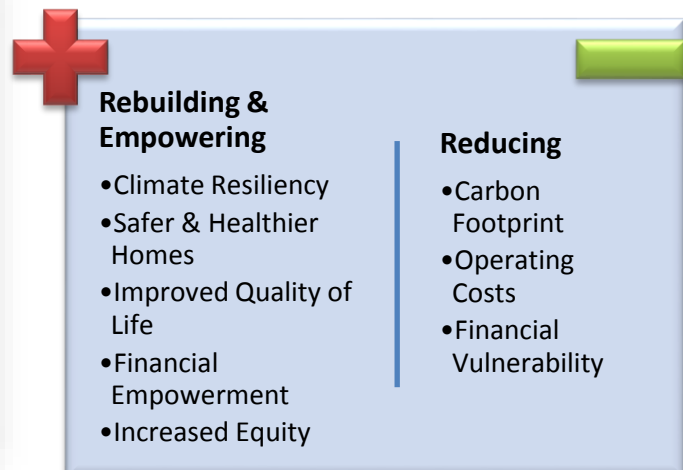 Rebuilding &
Empowering
•Climate Resiliency
•Safer & Healthier
Homes
•Improved Quality of
Life
•Financial
Empowerment
•Increased Equity
Reducing
•Carbon
Footprint
•Operating
Costs
•Financial
Vulnerability